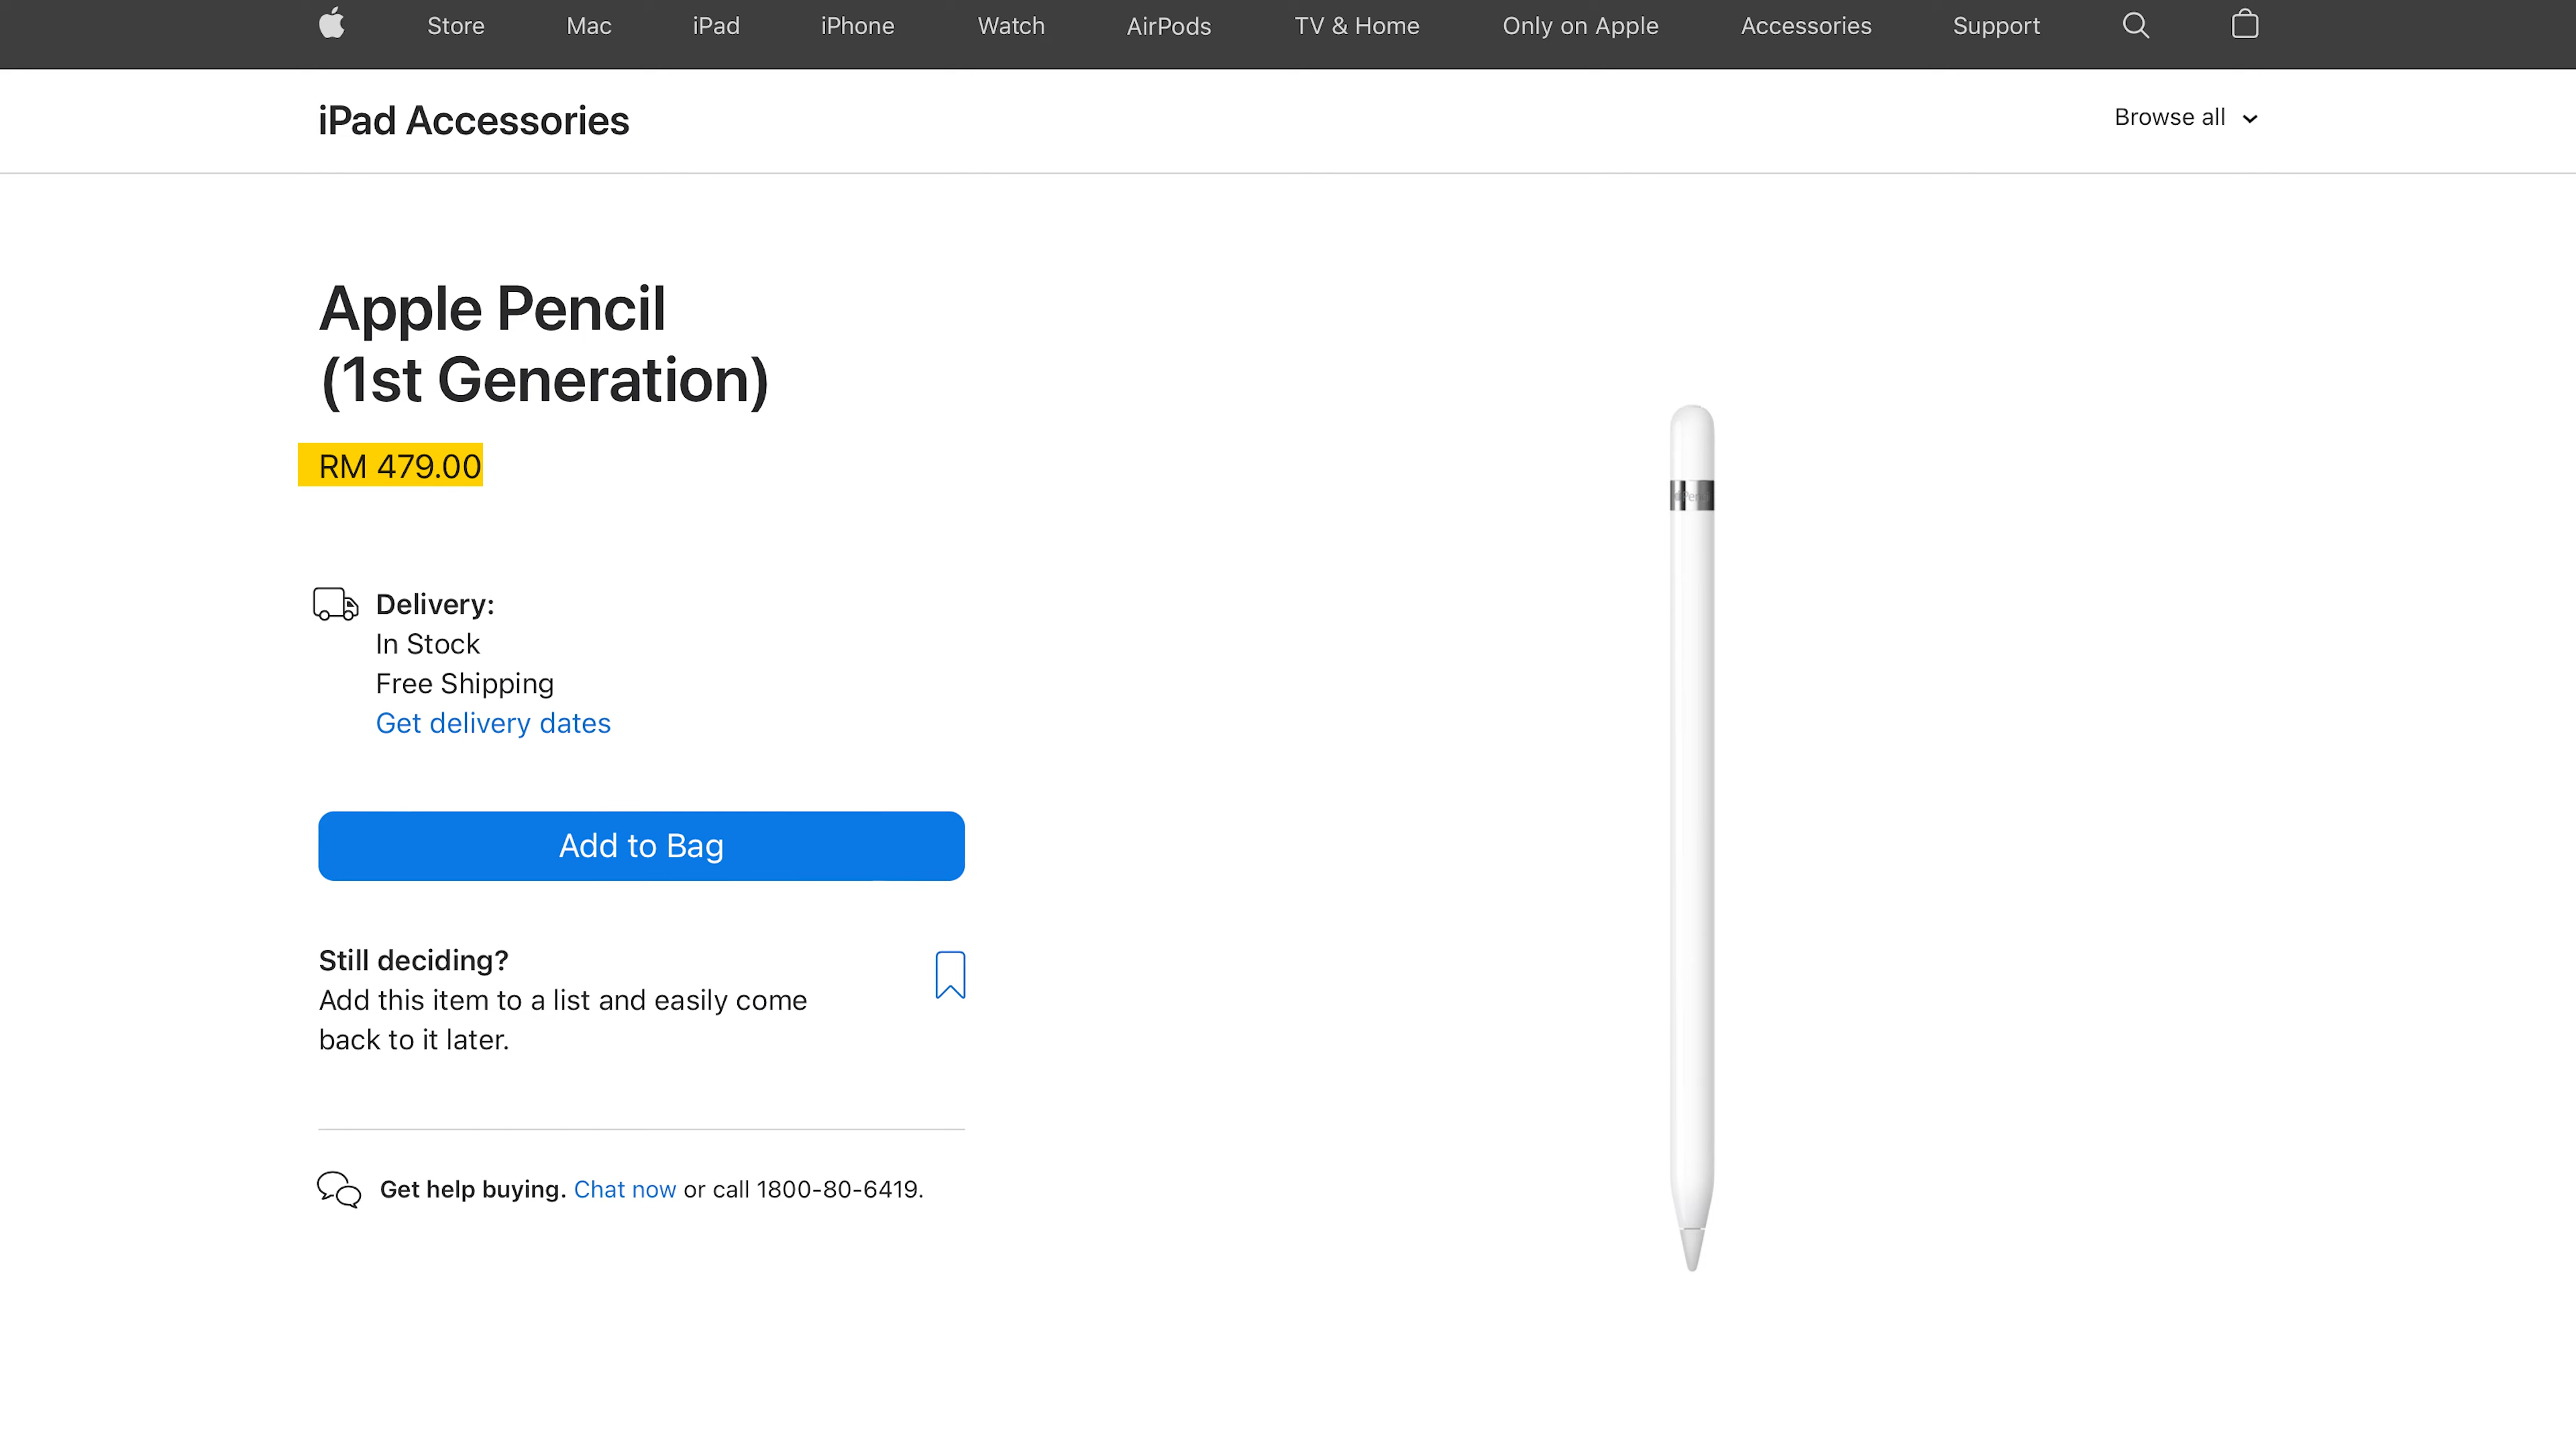 Store Mac iPad iPhone Watch AirPods TV & Home Only on Apple Accessories Support
iPad Accessories
Browse all
Apple Pencil
(1st Generation)
RM 479.00
Delivery:
In Stock
Free Shipping
Get delivery dates
Add to Bag
Still deciding?
Add this item to a list and easily come
back to it later.
Get help buying. Chat now or call 1800-80-6419.